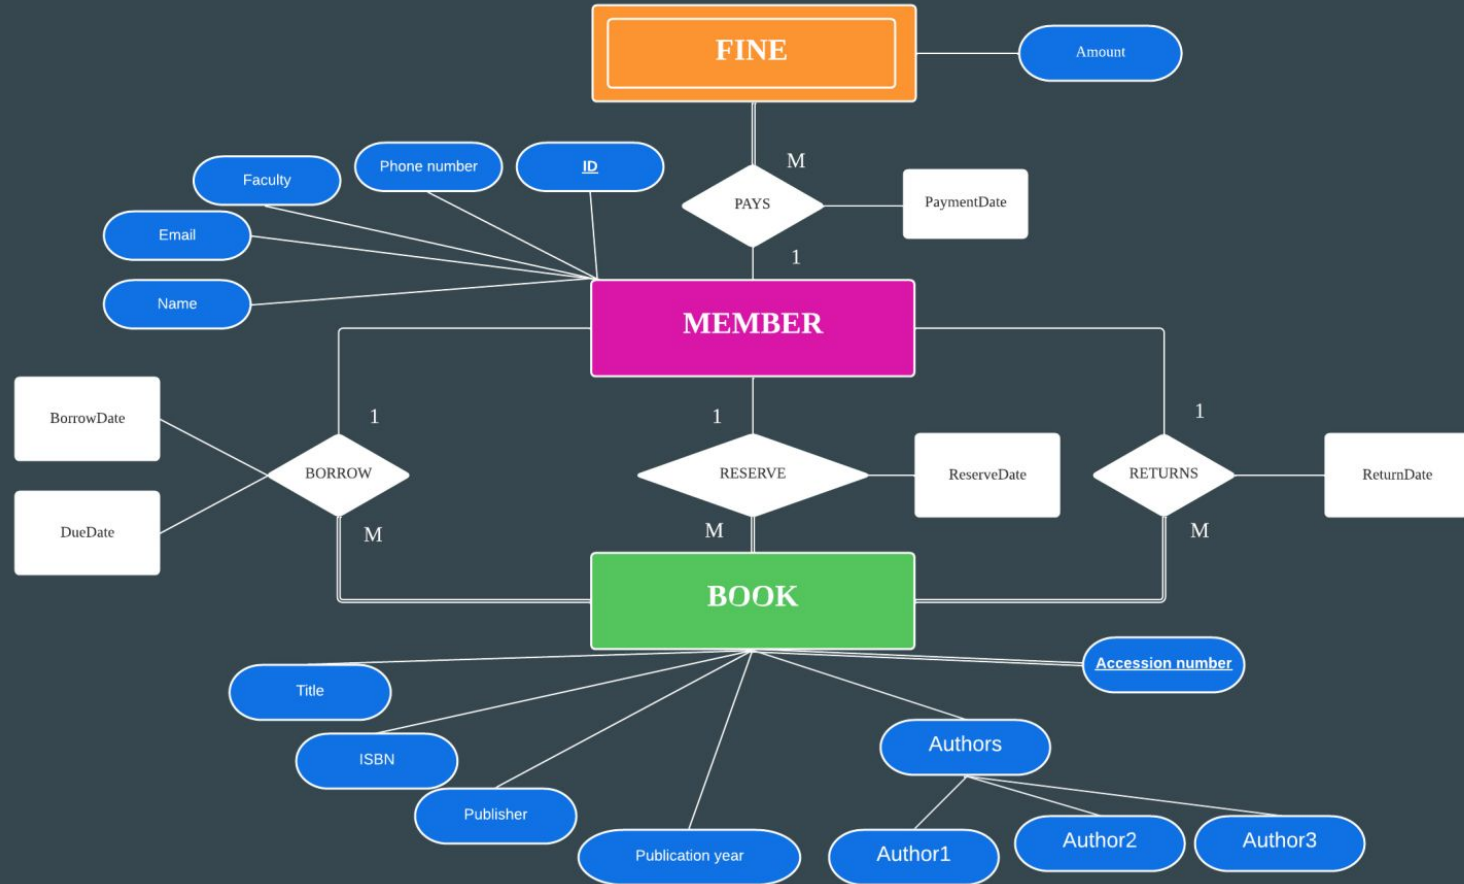 FINE
Amount
M
PAYS
PaymentDate
1
ID
Phone number
Faculty
Email
Name
MEMBER
BorrowDate
DueDate
1
BORROW
M
1
RESERVE
ReserveDate
M
1
RETURNS
ReturnDate
M
BOOK
Accession number
Title
ISBN
Publisher
Publication year
Authors
Author1
Author2
Author3